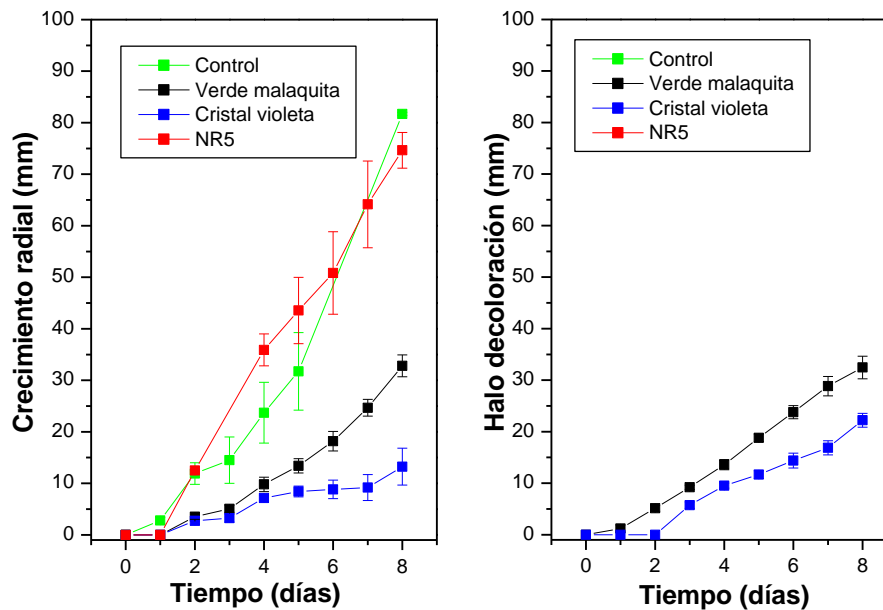 Crecimiento radial (mm)
100
90
80
70
60
50
40
30
20
10
0
Control
Verde malaquita
Cristal violeta
NR5
0 2 4 6 8
Tiempo (días)
Halo decoloración (mm)
100
90
80
70
60
50
40
30
20
10
0
Control
Verde malaquita
Cristal violeta
NR5
0 2 4 6 8
Tiempo (días)